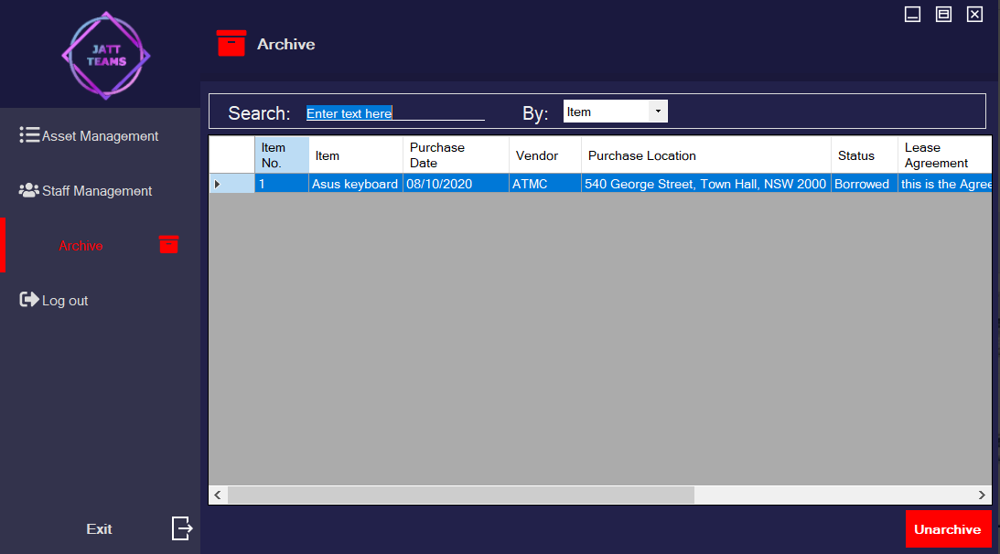 JATT
TEAMS
Archive
Asset Management
Staff Management
Archive
Log out
Exit
Search: Enter text here By: Item
Item No. Item Purchase Date Vendor Purchase Location Status Lease Agreement
1 Asus keyboard 08/10/2020 ATMC 540 George Street, Town Hall, NSW 2000 Borrowed this is the Agree
Unarchive